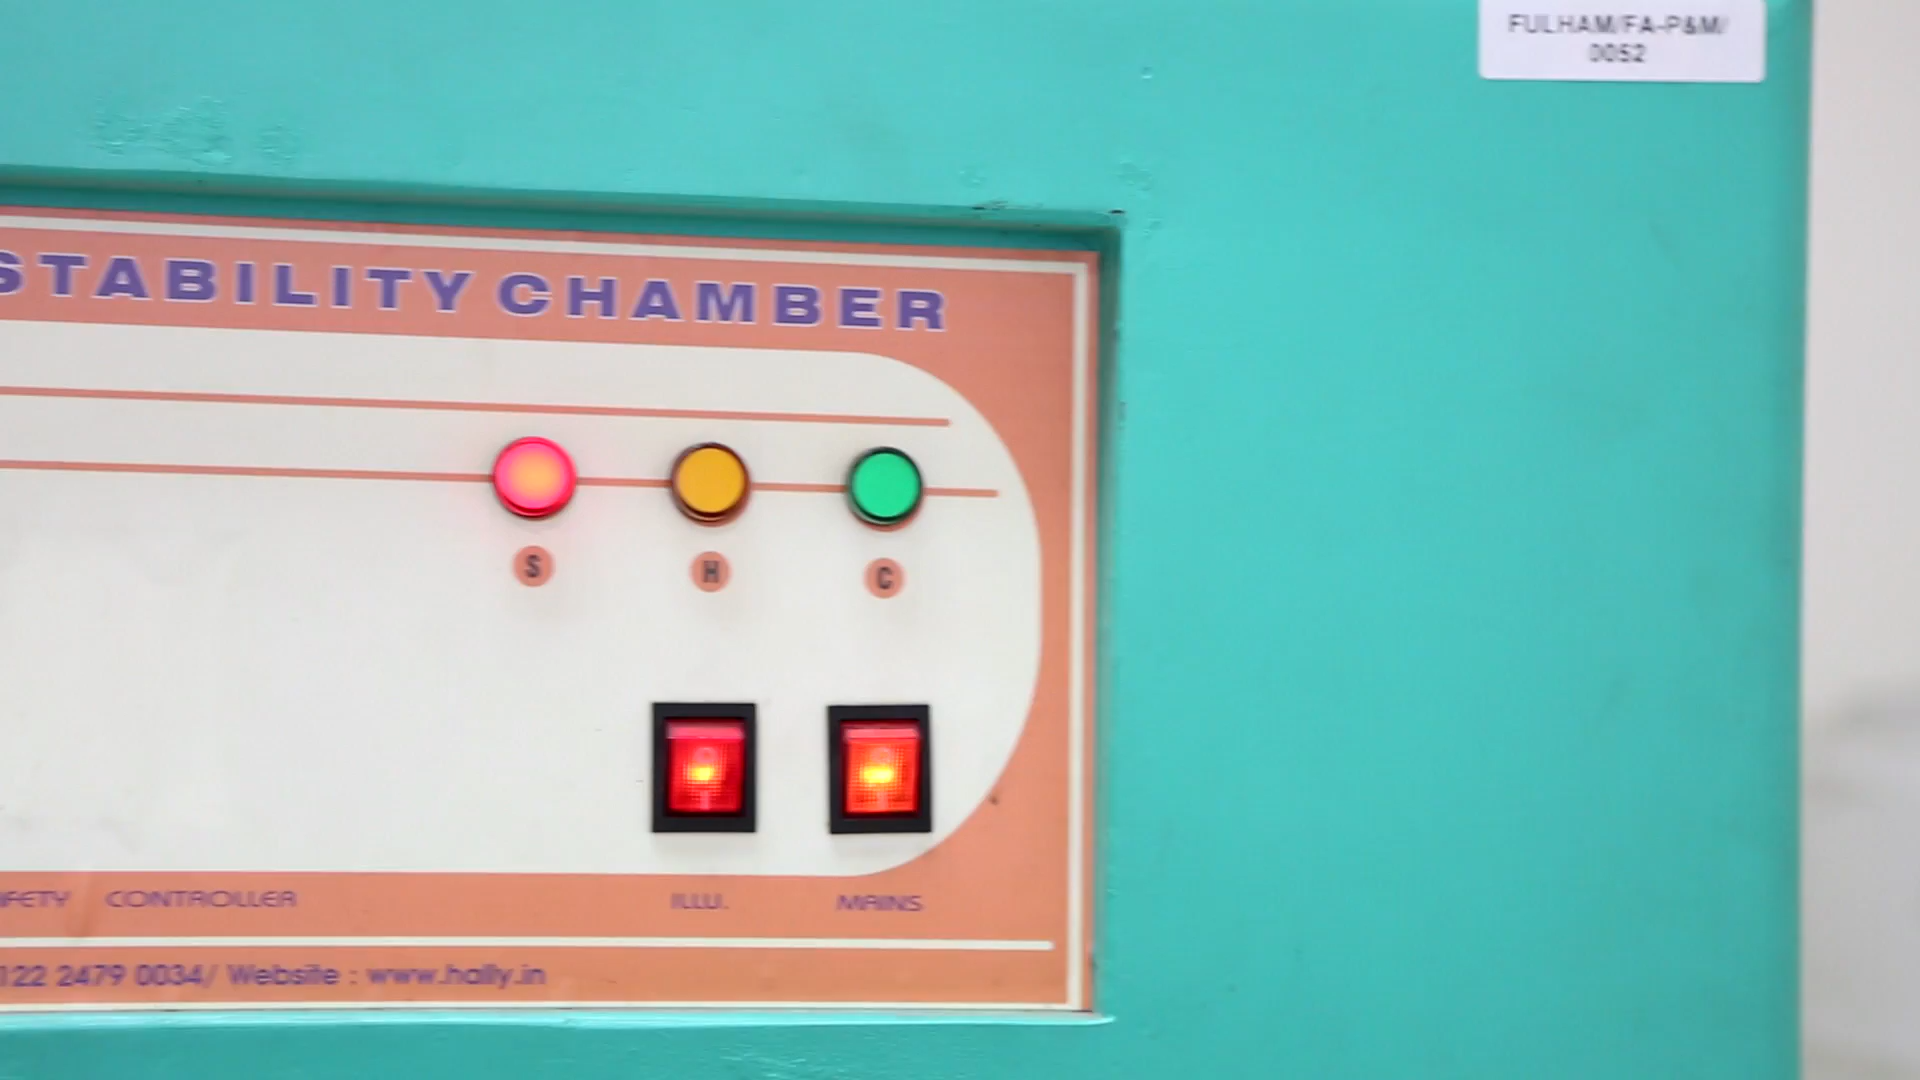 FULHAM/FA-P&M/
0052
STABILITY CHAMBER
S H C
CONTROLLER ILLU. MAINS
2479 0034/ Website : www.hally.in